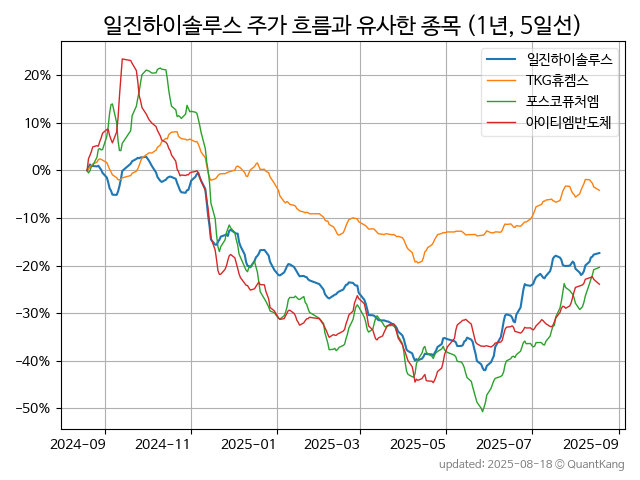 일진하이솔루스 주가 흐름과 유사한 종목 (1년, 5일선)
일진하이솔루스
TKG휴켐스
포스코퓨처엠
아이티엠반도체
20%
10%
0%
−10%
−20%
−30%
−40%
−50%
2024-09
2024-11
2025-01
2025-03
2025-05
2025-07
2025-09
updated: 2025-08-18 © QuantKang